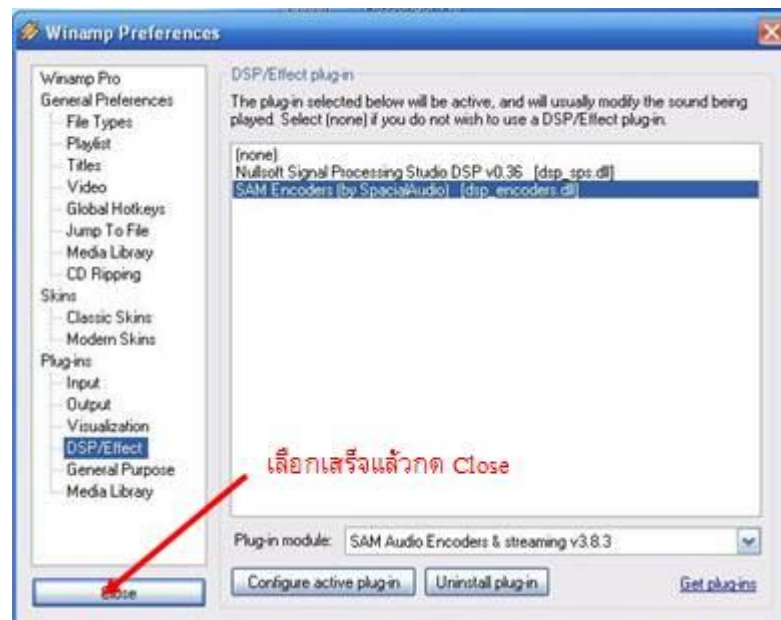 Winamp Preferences
Winamp Pro
General Preferences
File Types
Playlist
Titles
Video
Global Hotkeys
Jump To File
Media Library
CD Ripping
Skins
Classic Skins
Modern Skins
Plug-ins
Input
Output
Visualization
DSP/Effect
General Purpose
Media Library
Close
DSP/Effect plug-in
The plug-in selected below will be active, and will usually modify the sound being
played. Select (none) if you do not wish to use a DSP/Effect plug-in.
(none)
Nullsoft Signal Processing Studio DSP v0.36 [dsp_sps.dll]
SAM Encoders (by SpacialAudio) [dsp_encoders.dll]
เลือกเสร็จแล้วกด Close
Plug-in module: SAM Audio Encoders & streaming v3.8.3
Configure active plug-in Uninstall plug-in Get plug-ins